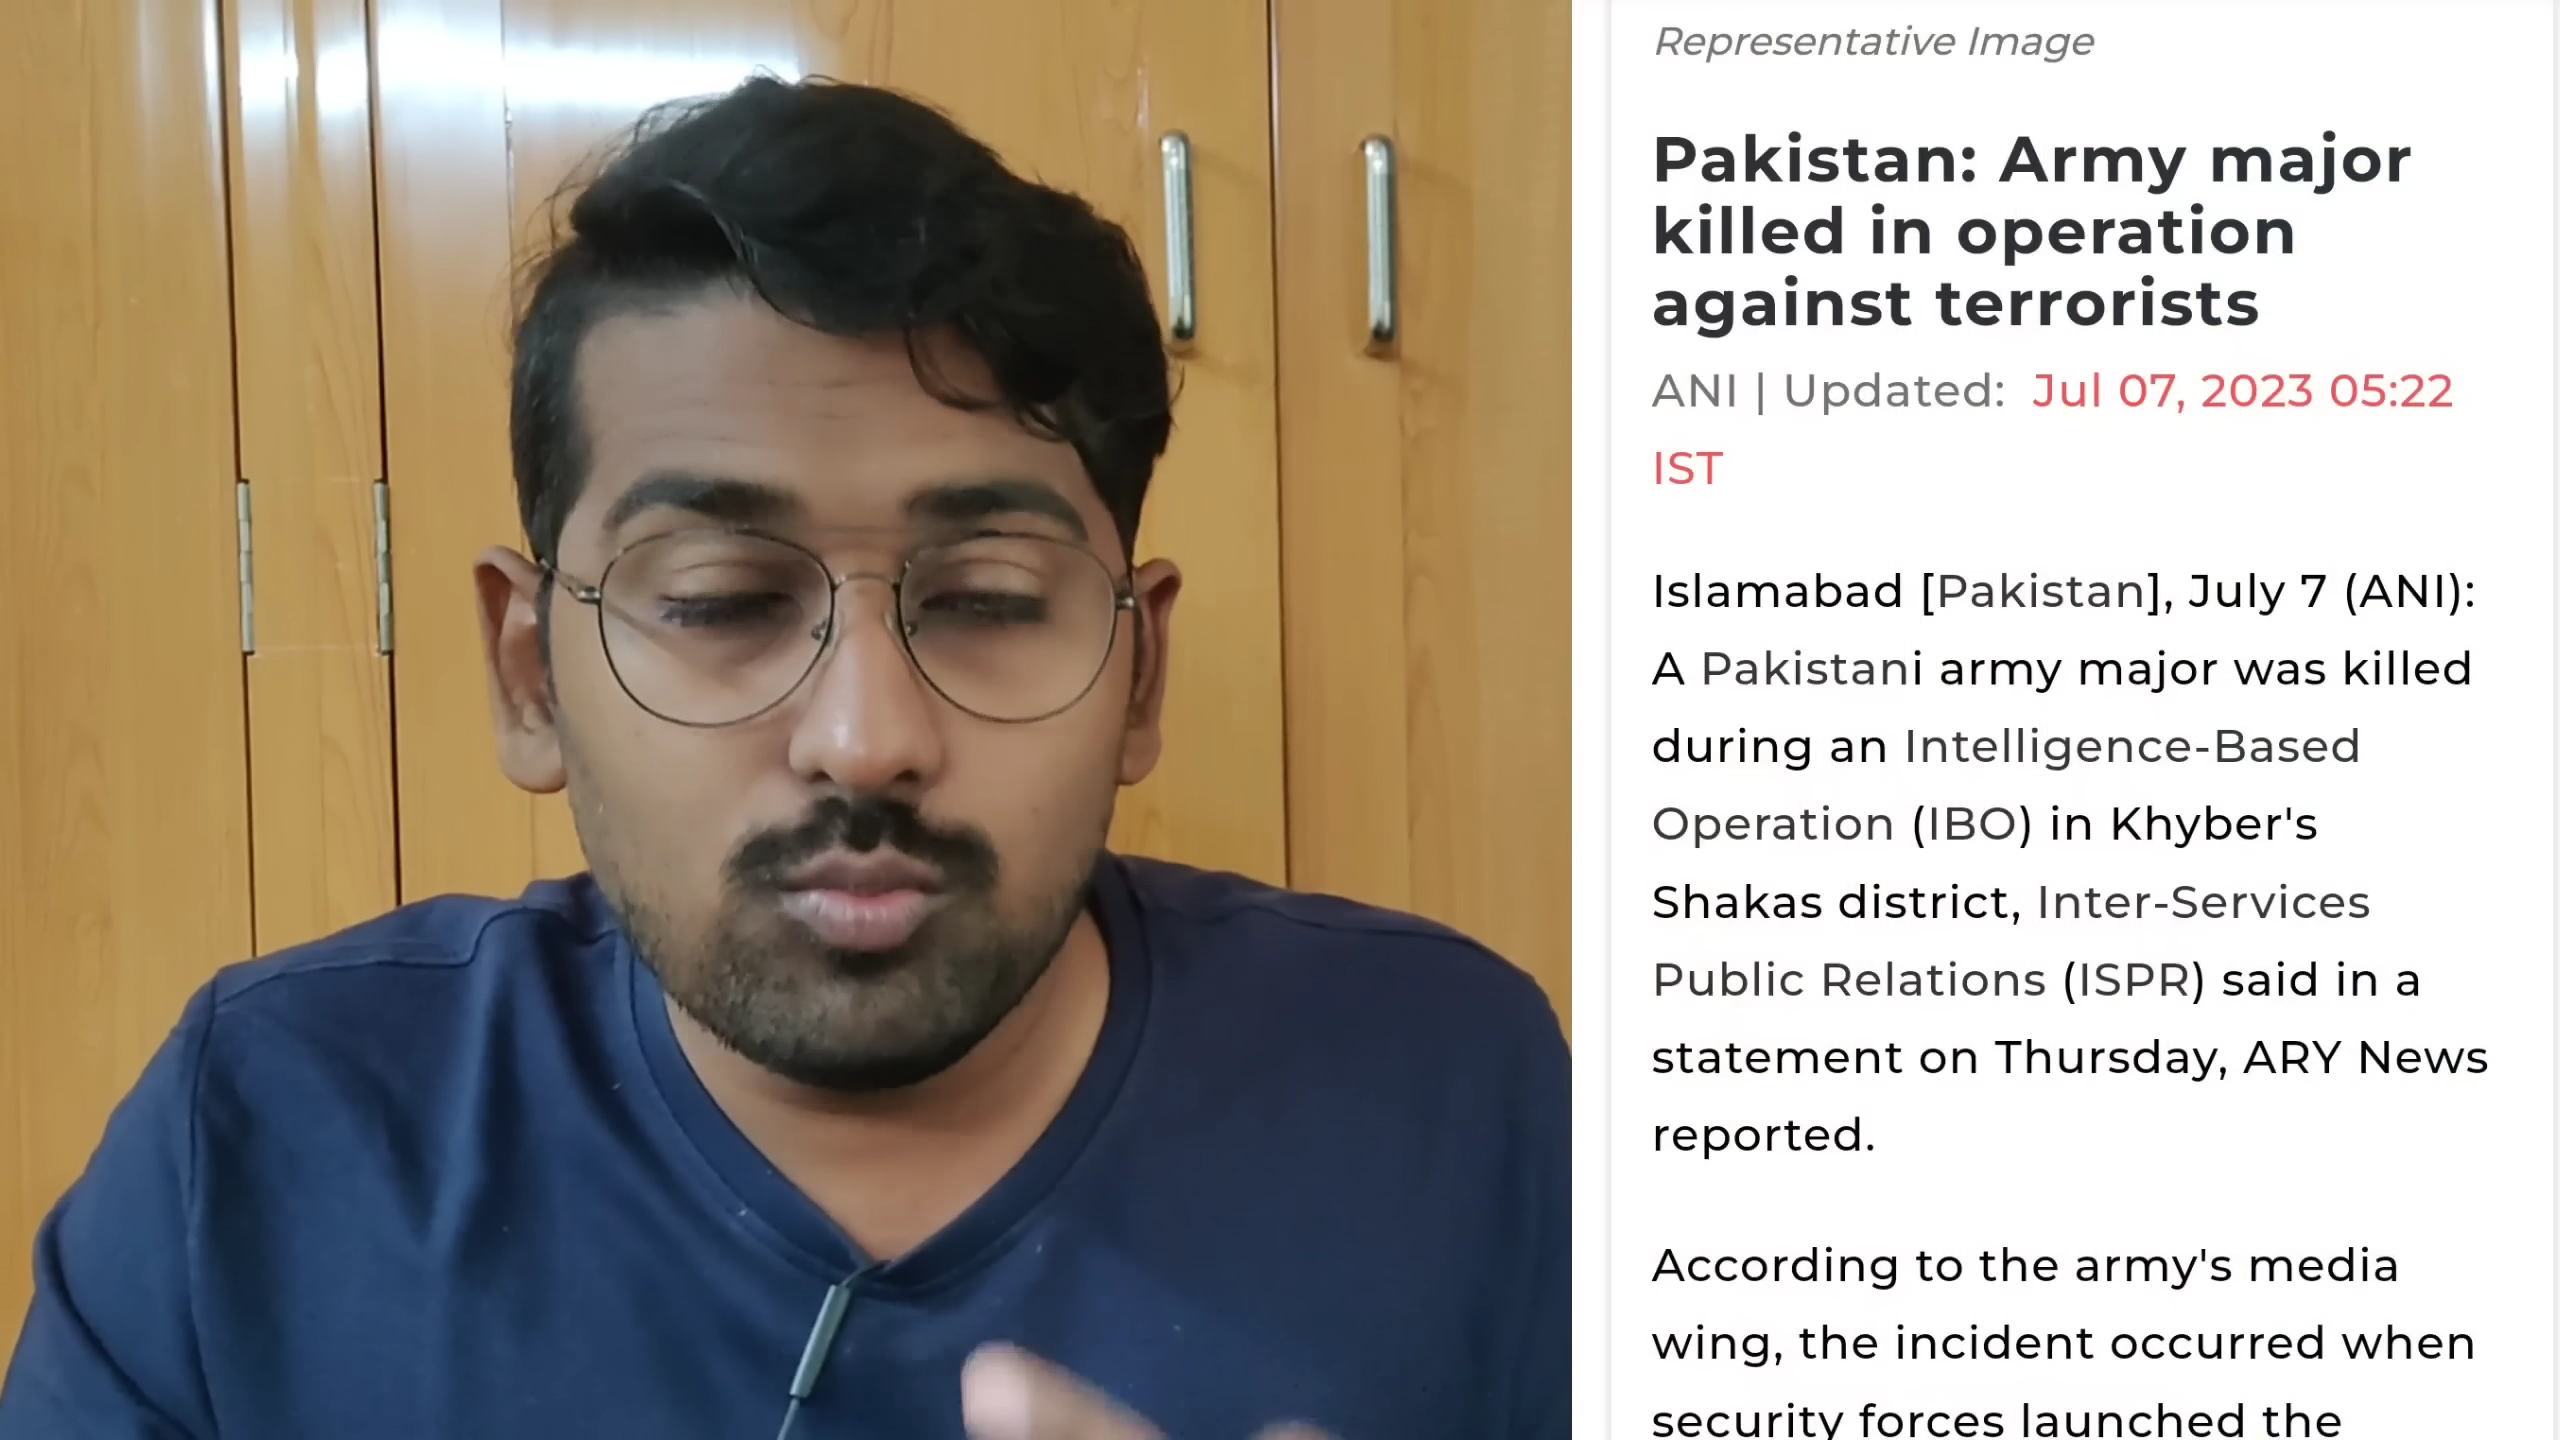 Representative Image
Pakistan: Army major
killed in operation
against terrorists
ANI | Updated: Jul 07, 2023 05:22
IST
Islamabad [Pakistan], July 7 (ANI):
A Pakistani army major was killed
during an Intelligence-Based
Operation (IBO) in Khyber's
Shakas district, Inter-Services
Public Relations (ISPR) said in a
statement on Thursday, ARY News
reported.
According to the army's media
wing, the incident occurred when
security forces launched the